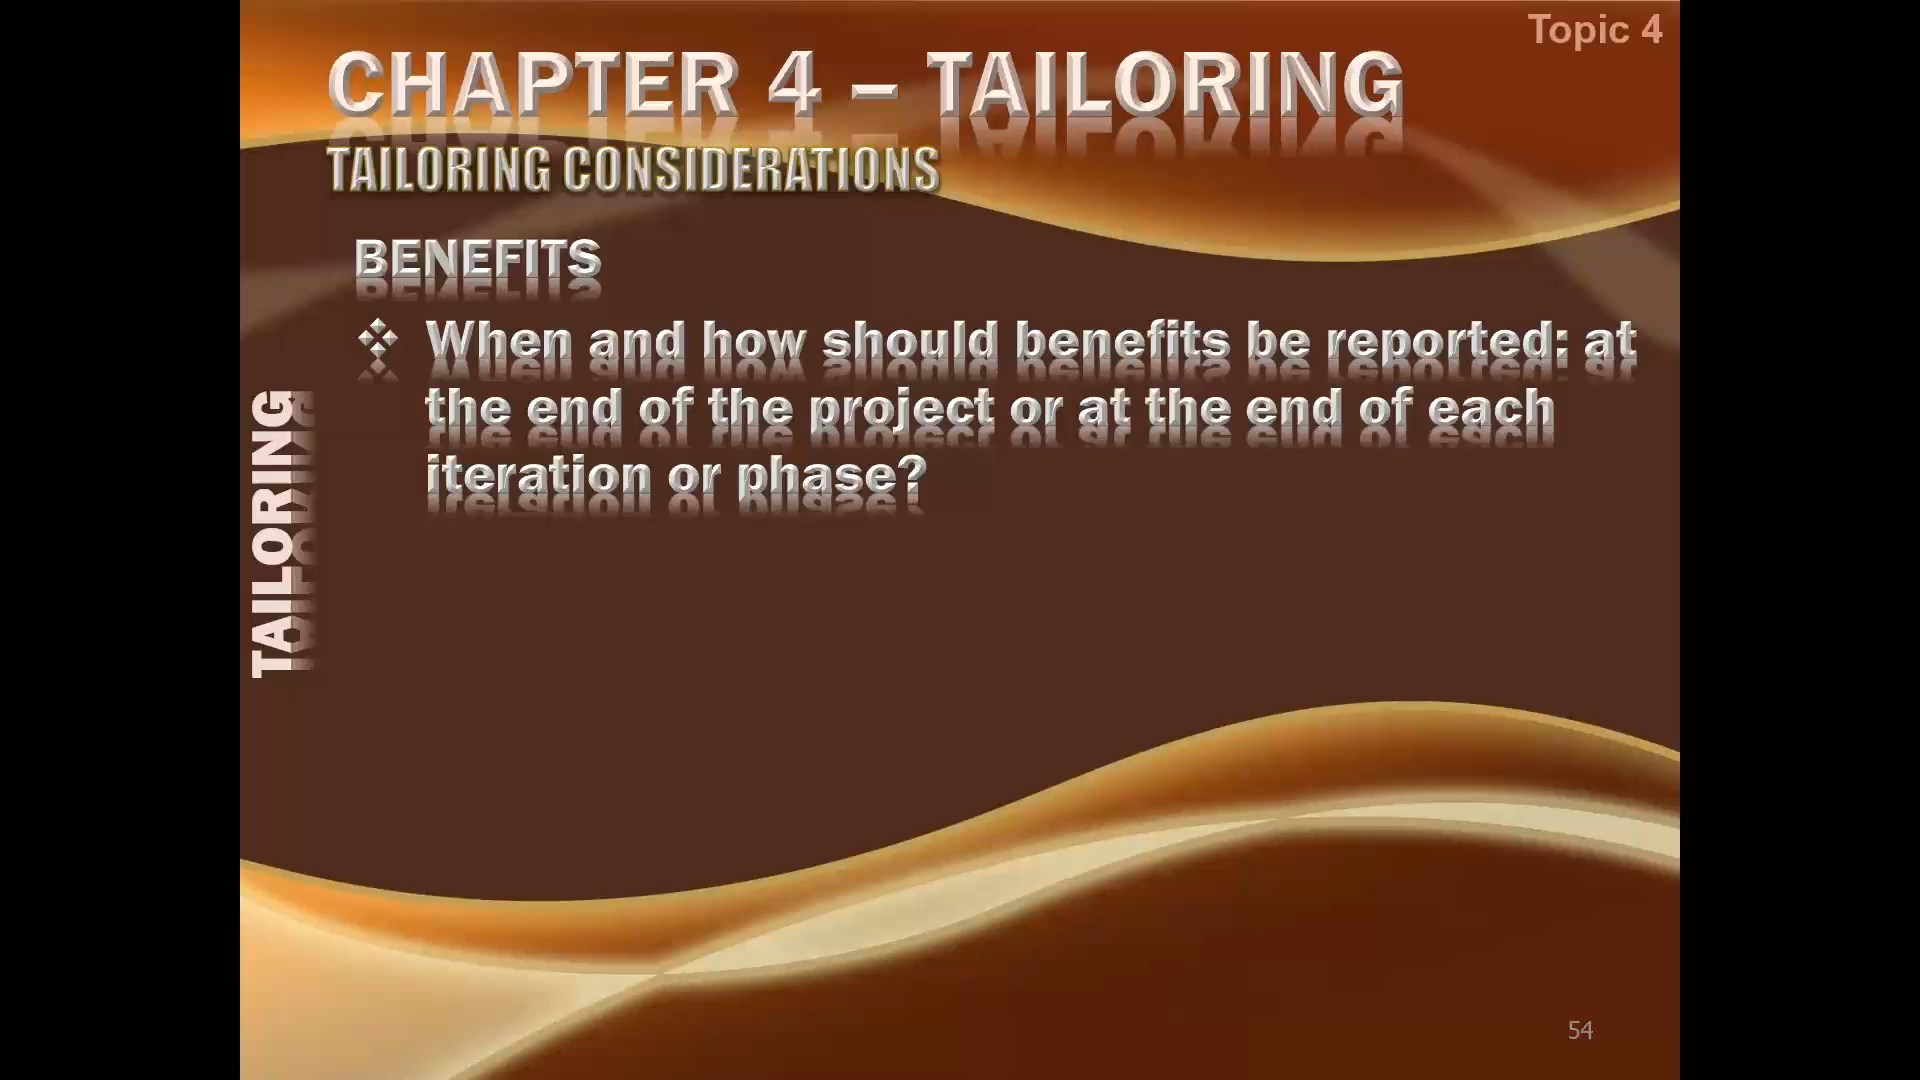 Topic 4
CHAPTER 4 – TAILORING
TAILORING CONSIDERATIONS
BENEFITS
❖ When and how should benefits be reported: at
the end of the project or at the end of each
iteration or phase?
TAILORING
54